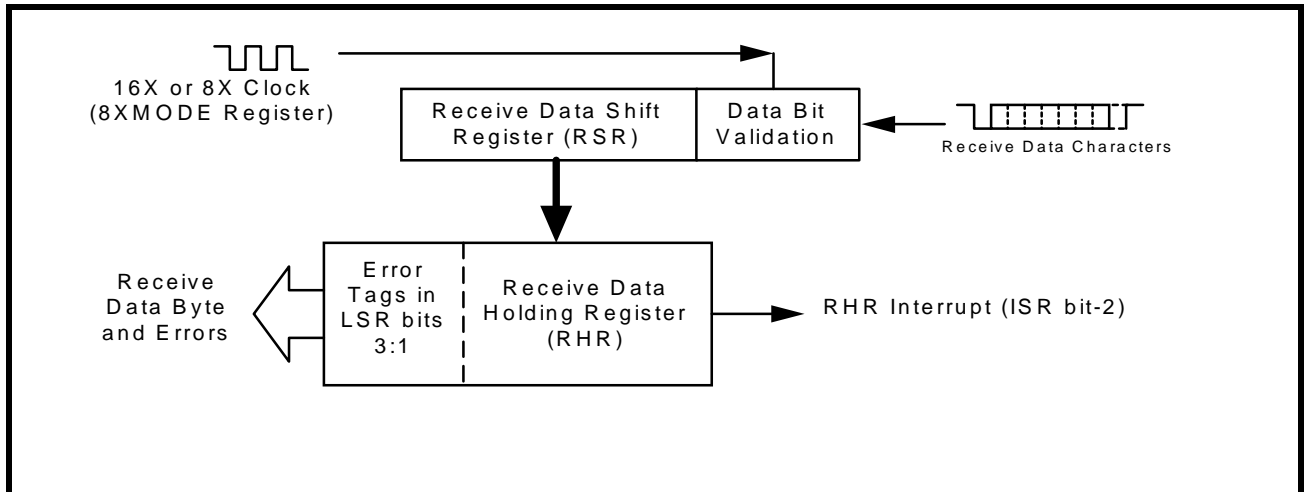 16X or 8X Clock
(8XMODE Register)
Receive Data Shift
Register (RSR)
Data Bit
Validation
Receive Data Characters
Receive
Data Byte
and Errors
Error
Tags in
LSR bits
3:1
Receive Data
Holding Register
(RHR)
RHR Interrupt (ISR bit-2)